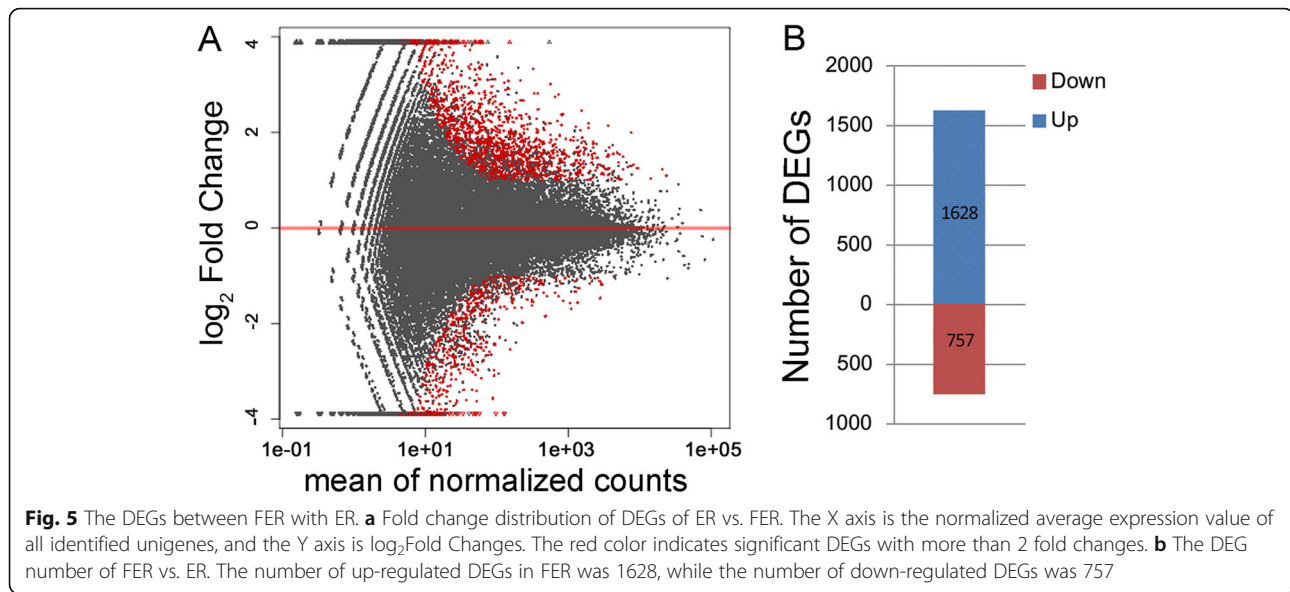 A
log2 Fold Change
4
2
0
-2
-4
1e-01
1e+01
1e+03
1e+05
mean of normalized counts
B
Number of DEGs
2000
1500
1000
500
0
500
1000
1628
757
Down
Up
Fig. 5 The DEGs between FER with ER. a Fold change distribution of DEGs of ER vs. FER. The X axis is the normalized average expression value of
all identified unigenes, and the Y axis is log2Fold Changes. The red color indicates significant DEGs with more than 2 fold changes. b The DEG
number of FER vs. ER. The number of up-regulated DEGs in FER was 1628, while the number of down-regulated DEGs was 757